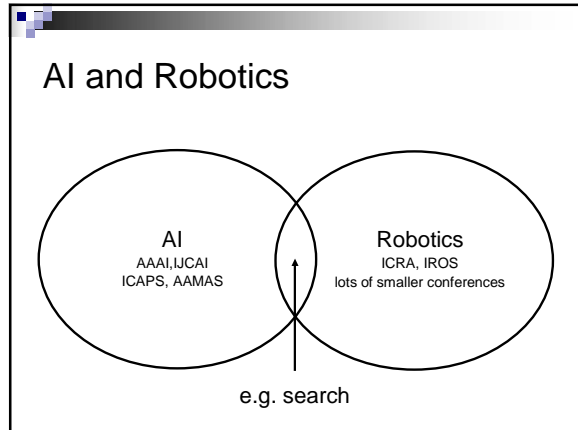 AI and Robotics
AI
AAAI,IJCAI
ICAPS, AAMAS
Robotics
ICRA, IROS
lots of smaller conferences
e.g. search